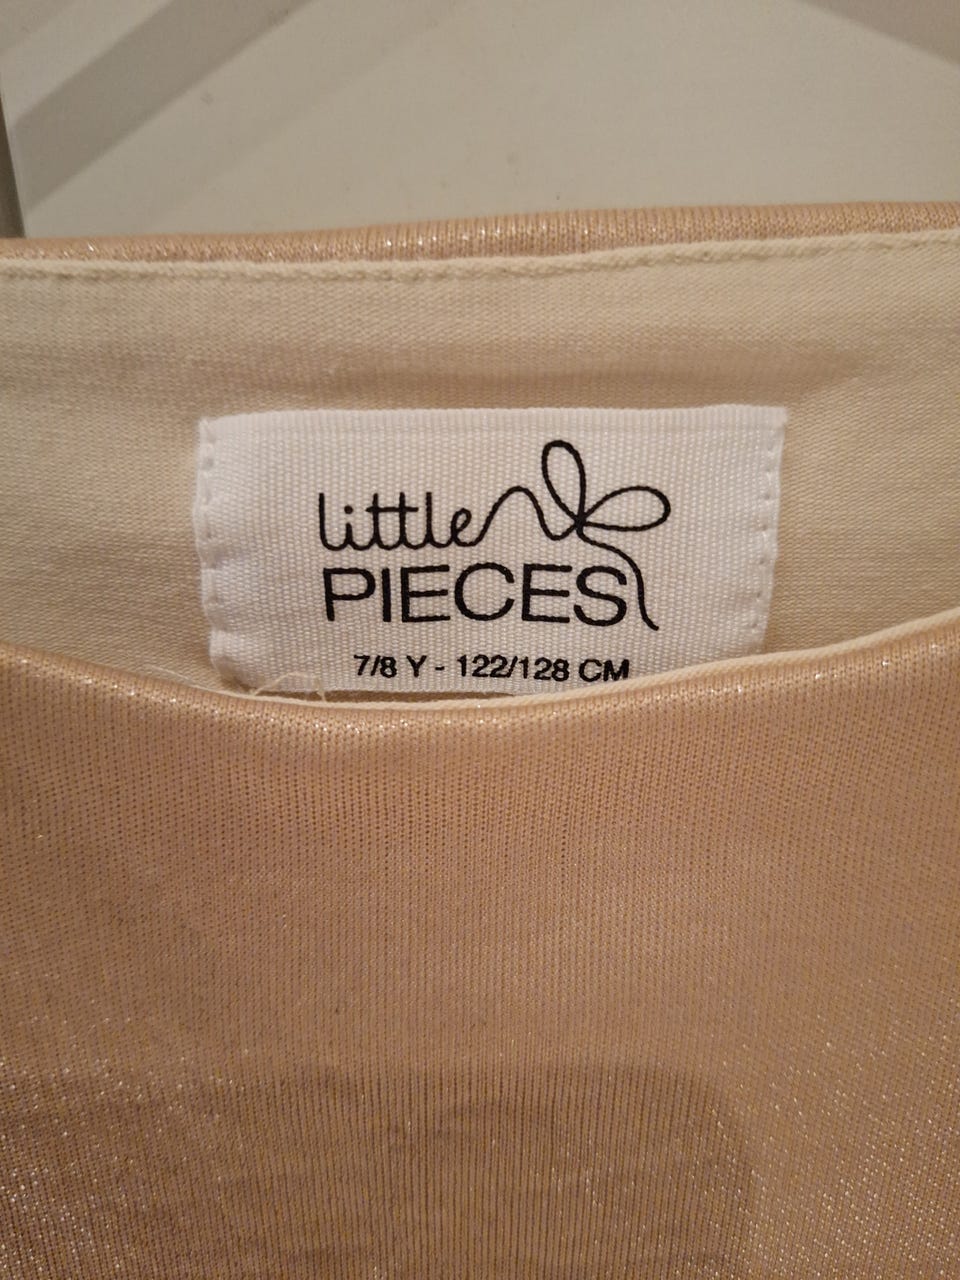 little
PIECES
7/8 Y - 122/128 CM